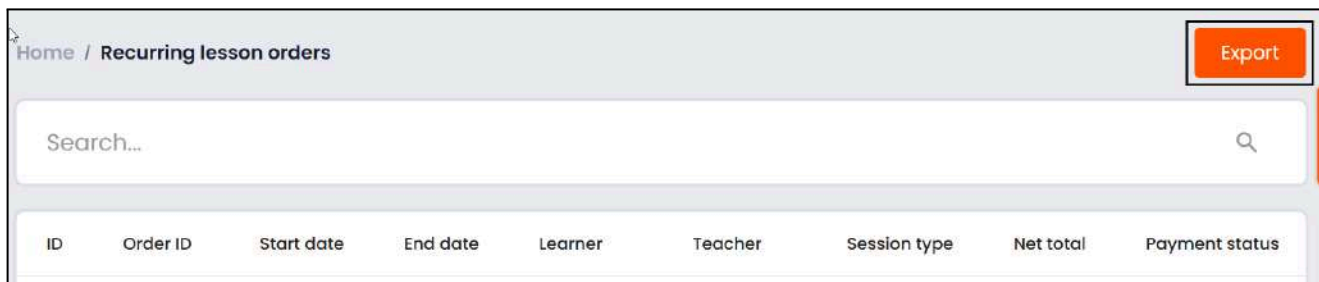 Home / Recurring lesson orders
Export
Search...
ID Order ID Start date End date Learner Teacher Session type Net total Payment status